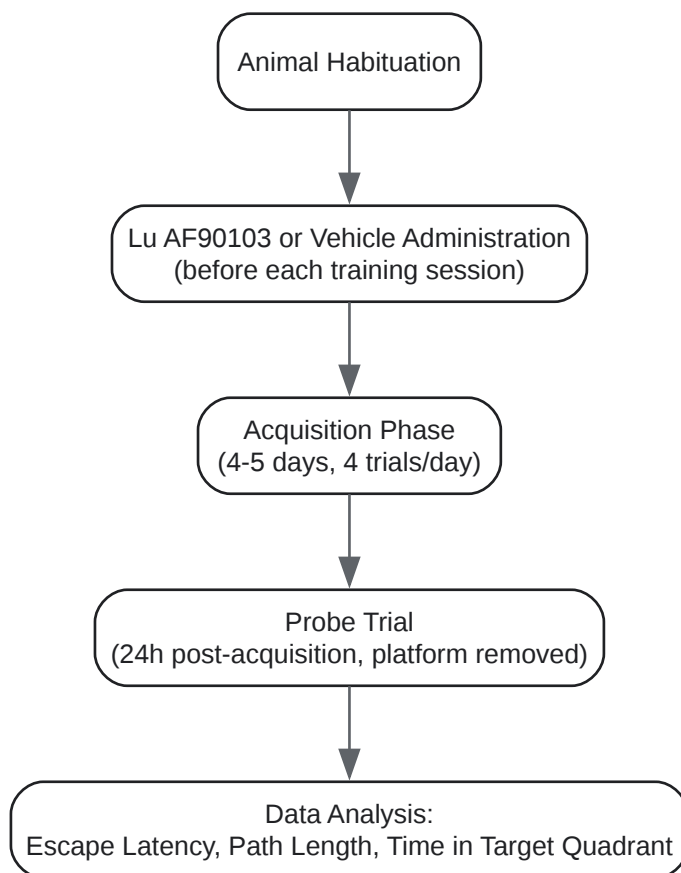 Animal Habituation
Lu AF90103 or Vehicle Administration
(before each training session)
Acquisition Phase
(4-5 days, 4 trials/day)
Probe Trial
(24h post-acquisition, platform removed)
Data Analysis:
Escape Latency, Path Length, Time in Target Quadrant